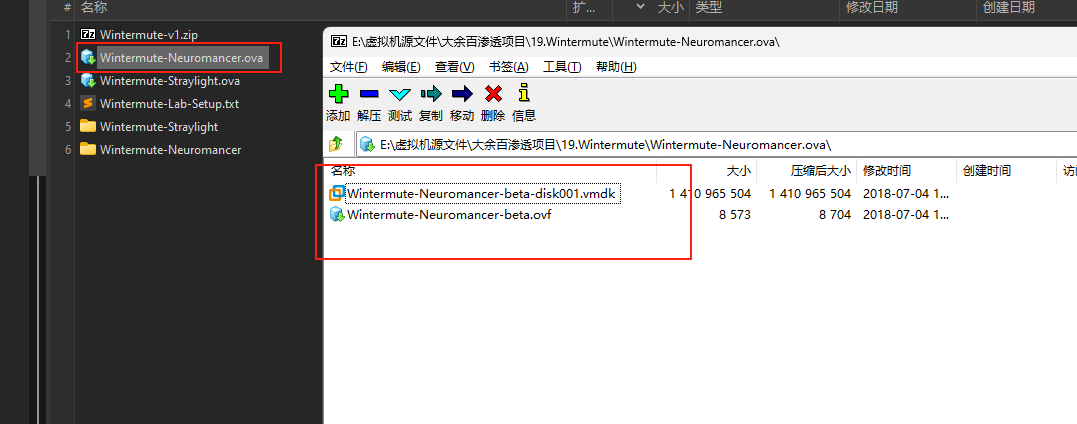 # 名称 扩... 大小 类型 修改日期 创建日期
1 Wintermute-v1.zip
2 Wintermute-Neuromancer.ova
3 Wintermute-Straylight.ova
4 Wintermute-Lab-Setup.txt
5 Wintermute-Straylight
6 Wintermute-Neuromancer
E:\虚拟机源文件\大余百渗透项目\19.Wintermute\Wintermute-Neuromancer.ova\
文件(F) 编辑(E) 查看(V) 书签(A) 工具(T) 帮助(H)
添加 解压 测试 复制 移动 删除 信息
E:\虚拟机源文件\大余百渗透项目\19.Wintermute\Wintermute-Neuromancer.ova\
名称 大小 压缩后大小 修改时间 创建时间
Wintermute-Neuromancer-beta-disk001.vmdk 1 410 965 504 1 410 965 504 2018-07-04 1...
Wintermute-Neuromancer-beta.ovf 8 573 8 704 2018-07-04 1...